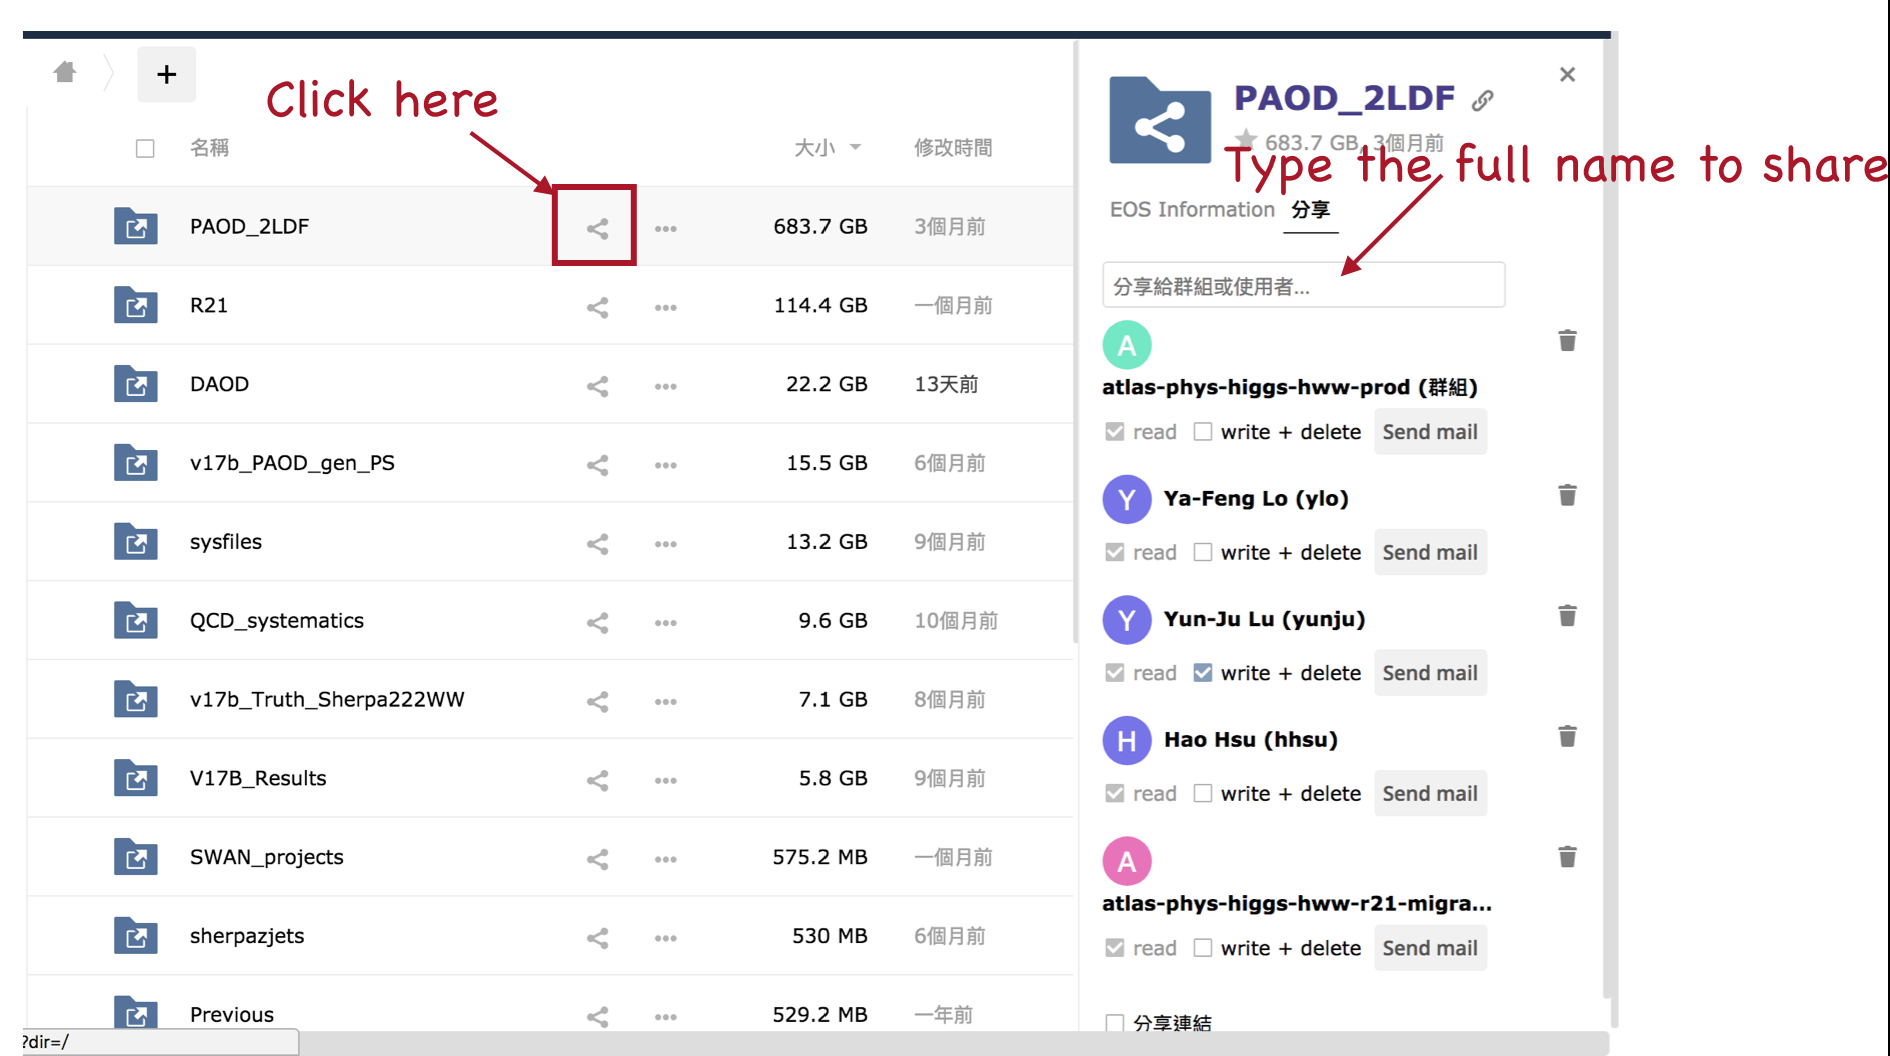 +
Click here
名稱
大小
修改時間
PAOD_2LDF
683.7 GB
3個月前
R21
114.4 GB
一個月前
DAOD
22.2 GB
13天前
v17b_PAOD_gen_PS
15.5 GB
6個月前
sysfiles
13.2 GB
9個月前
QCD_systematics
9.6 GB
10個月前
v17b_Truth_Sherpa222WW
7.1 GB
8個月前
V17B_Results
5.8 GB
9個月前
SWAN_projects
575.2 MB
一個月前
sherpazjets
530 MB
6個月前
Previous
529.2 MB
一年前
?dir=/
PAOD_2LDF
683.7 GB, 3個月前
Type the full name to share
EOS Information 分享
分享給群組或使用者...
A
atlas-phys-higgs-hww-prod (群組)
read write + delete Send mail
Y Ya-Feng Lo (ylo)
read write + delete Send mail
Y Yun-Ju Lu (yunju)
read write + delete Send mail
H Hao Hsu (hhsu)
read write + delete Send mail
A
atlas-phys-higgs-hww-r21-migra...
read write + delete Send mail
分享連結